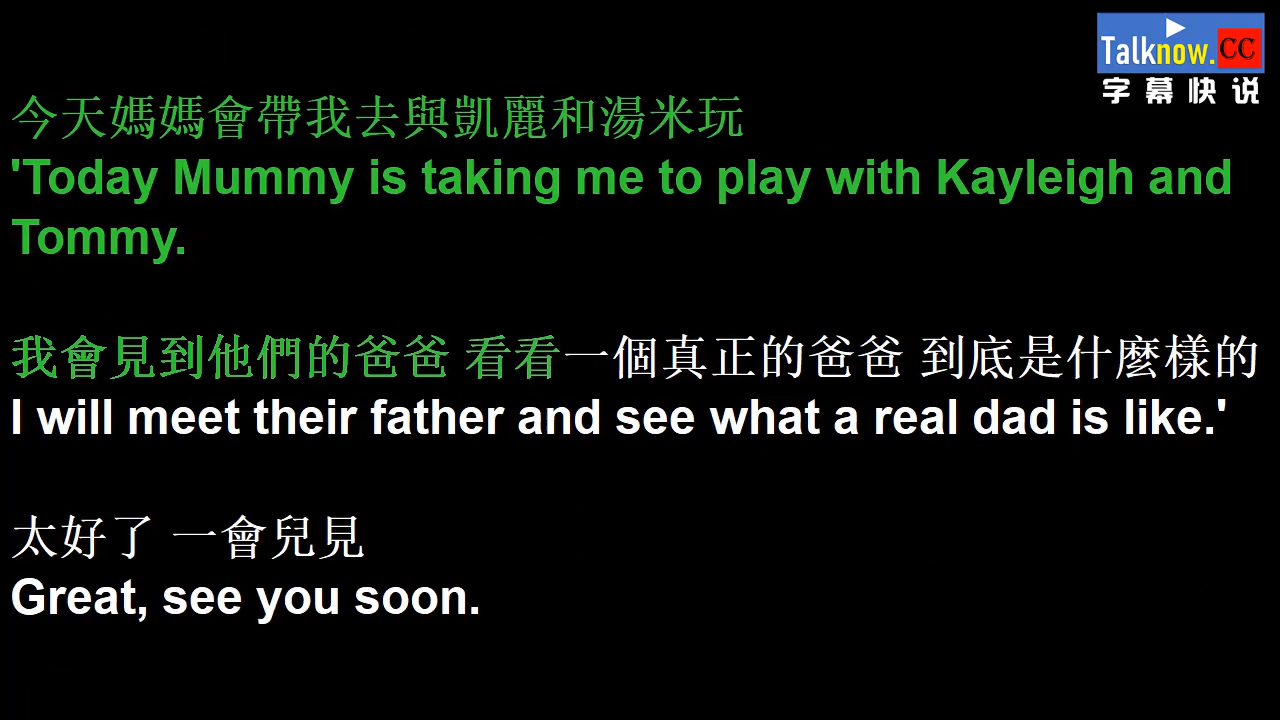 Talknow.CC
字幕快说
今天媽媽會帶我去與凱麗和湯米玩
'Today Mummy is taking me to play with Kayleigh and
Tommy.
我會見到他們的爸爸 看看一個真正的爸爸 到底是什麼樣的
I will meet their father and see what a real dad is like.'
太好了 一會兒見
Great, see you soon.